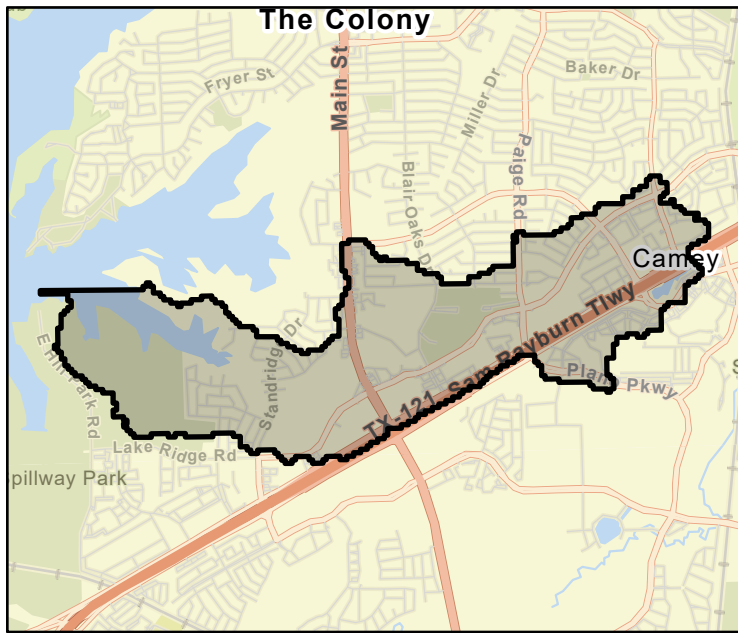 The Colony
Fryer St
Main St
Miller Dr
Baker Dr
Paige Rd
Blair Oaks Dr
Camey
Standridge Dr
TX-121 Sam Rayburn Tlwy
E Hill Park Rd
Plano Pkwy
Lake Ridge Rd
Spillway Park